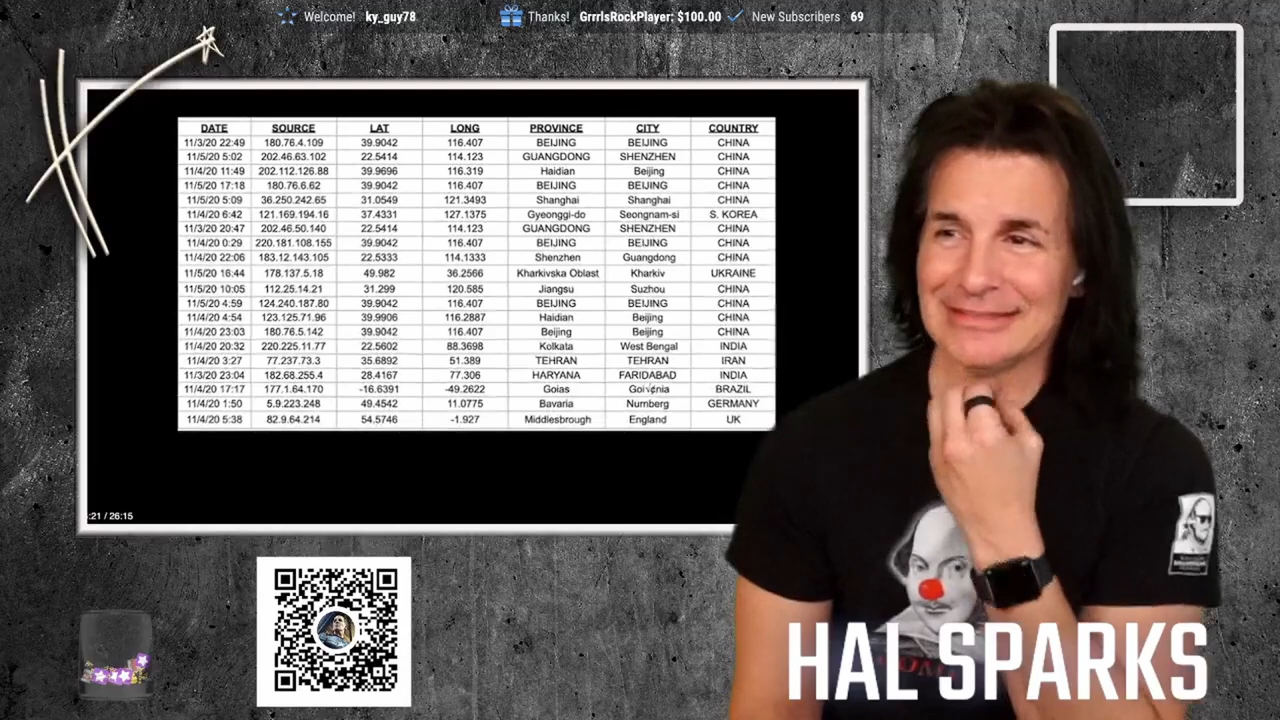 Welcome! ky_guy78 Thanks! GrrrlsRockPlayer: $100.00 New Subscribers 69
DATE SOURCE LAT LONG PROVINCE CITY COUNTRY
11/3/20 22:49 180.76.4.109 39.9042 116.407 BEIJING BEIJING CHINA
11/5/20 5:02 202.46.63.102 22.5414 114.123 GUANGDONG SHENZHEN CHINA
11/4/20 11:49 202.112.126.88 39.9696 116.319 Haidian Beijing CHINA
11/5/20 17:18 180.76.6.62 39.9042 116.407 BEIJING BEIJING CHINA
11/5/20 5:09 36.250.242.65 31.0549 121.3493 Shanghai Shanghai CHINA
11/4/20 6:42 121.169.194.16 37.4331 127.1375 Gyeonggi-do Seongnam-si S. KOREA
11/3/20 20:47 202.46.50.140 22.5414 114.123 GUANGDONG SHENZHEN CHINA
11/4/20 0:29 220.181.108.155 39.9042 116.407 BEIJING BEIJING CHINA
11/4/20 22:06 183.12.143.105 22.5333 114.1333 Shenzhen Guangdong CHINA
11/5/20 16:44 178.137.5.18 49.982 36.2566 Kharkivska Oblast Kharkiv UKRAINE
11/5/20 10:05 112.25.14.21 31.299 120.585 Jiangsu Suzhou CHINA
11/5/20 4:59 124.240.187.80 39.9042 116.407 BEIJING BEIJING CHINA
11/4/20 4:54 123.125.71.96 39.9906 116.2887 Haidian Beijing CHINA
11/4/20 23:03 180.76.5.142 39.9042 116.407 Beijing Beijing CHINA
11/4/20 20:32 220.225.11.77 22.5602 88.3698 Kolkata West Bengal INDIA
11/4/20 3:27 77.237.73.3 35.6892 51.389 TEHRAN TEHRAN IRAN
11/3/20 23:04 182.68.255.4 28.4167 77.306 HARYANA FARIDABAD INDIA
11/4/20 17:17 177.1.64.170 -16.6391 -49.2622 Goias Goi√¢nia BRAZIL
11/4/20 1:50 5.9.223.248 49.4542 11.0775 Bavaria Nurnberg GERMANY
11/4/20 5:38 82.9.64.214 54.5746 -1.927 Middlesbrough England UK
:21 / 26:15
HAL SPARKS